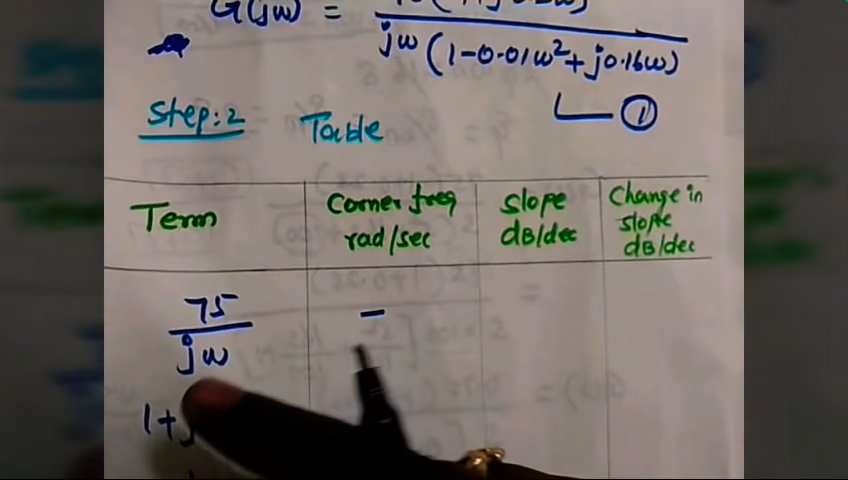 G(jω) =
jω (1-0.01ω²+j0.16ω)
①
Step:2 Table
Term Corner freq rad/sec Slope dB/dec Change in slope dB/dec
75 / jω –
1+j